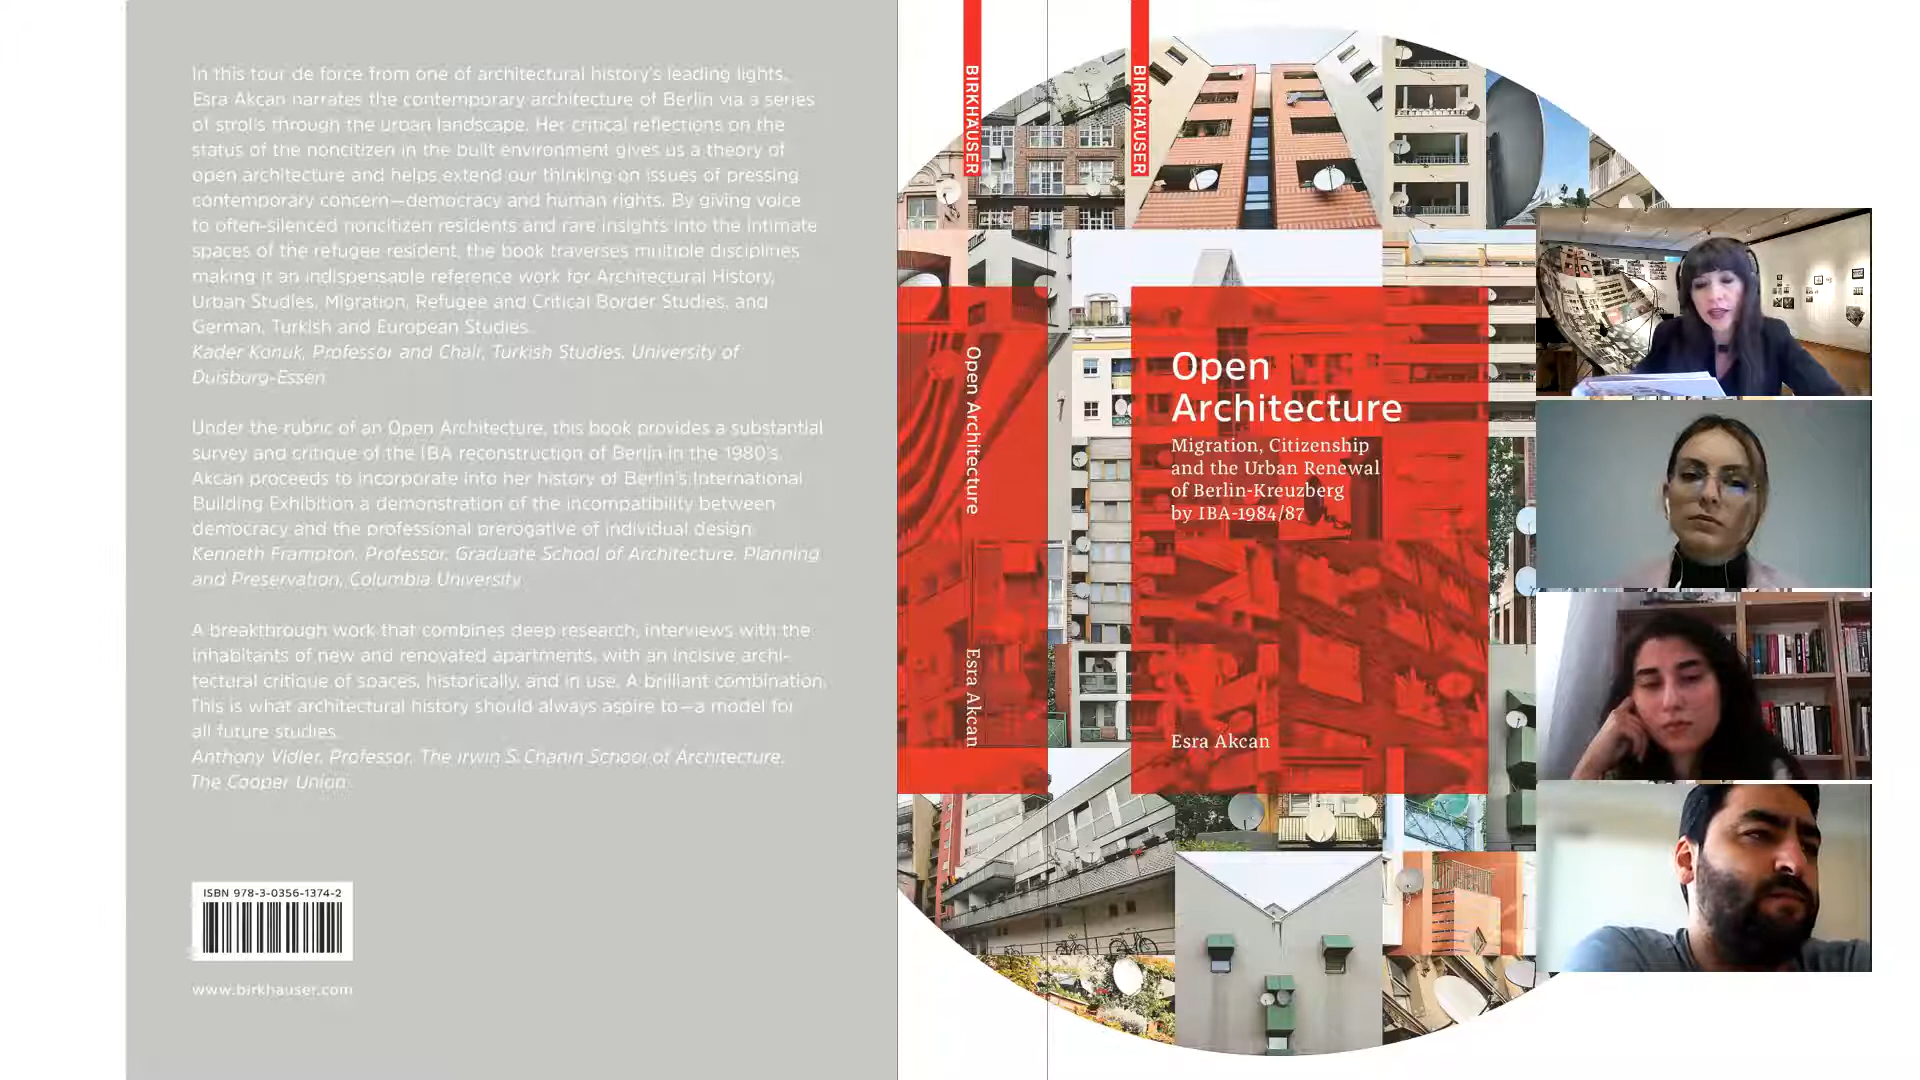 In this tour de force from one of architectural history's leading lights,
Esra Akcan narrates the contemporary architecture of Berlin via a series
of strolls through the urban landscape. Her critical reflections on the
status of the noncitizen in the built environment gives us a theory of
open architecture and helps extend our thinking on issues of pressing
contemporary concern—democracy and human rights. By giving voice
to often-silenced noncitizen residents and rare insights into the intimate
spaces of the refugee resident, the book traverses multiple disciplines
making it an indispensable reference work for Architectural History,
Urban Studies, Migration, Refugee and Critical Border Studies, and
German, Turkish and European Studies.
Kader Konuk, Professor and Chair, Turkish Studies, University of
Duisburg-Essen
Under the rubric of an Open Architecture, this book provides a substantial
survey and critique of the IBA reconstruction of Berlin in the 1980's.
Akcan proceeds to incorporate into her history of Berlin's International
Building Exhibition a demonstration of the incompatibility between
democracy and the professional prerogative of individual design.
Kenneth Frampton, Professor, Graduate School of Architecture, Planning
and Preservation, Columbia University
A breakthrough work that combines deep research, interviews with the
inhabitants of new and renovated apartments, with an incisive archi-
tectural critique of spaces, historically, and in use. A brilliant combination.
This is what architectural history should always aspire to—a model for
all future studies.
Anthony Vidler, Professor, The Irwin S. Chanin School of Architecture,
The Cooper Union
ISBN 978-3-0356-1374-2
www.birkhauser.com
BIRKHÄUSER
Open Architecture
Esra Akcan
BIRKHÄUSER
Open
Architecture
Migration, Citizenship
and the Urban Renewal
of Berlin-Kreuzberg
by IBA-1984/87
Esra Akcan